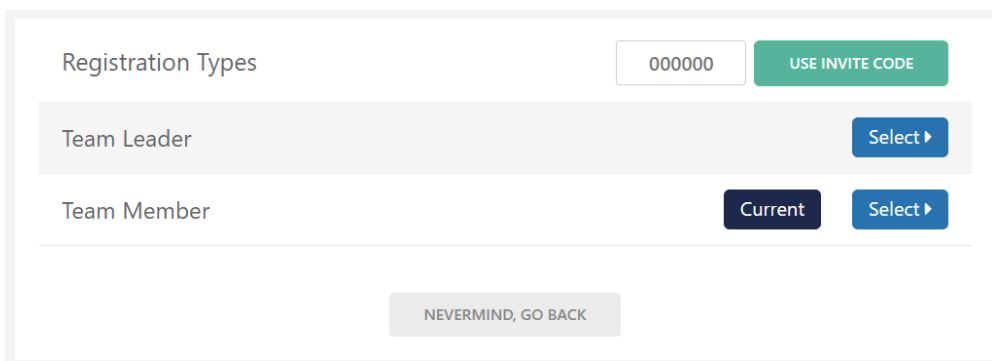 Registration Types 000000 USE INVITE CODE
Team Leader Select
Team Member Current Select
NEVERMIND, GO BACK